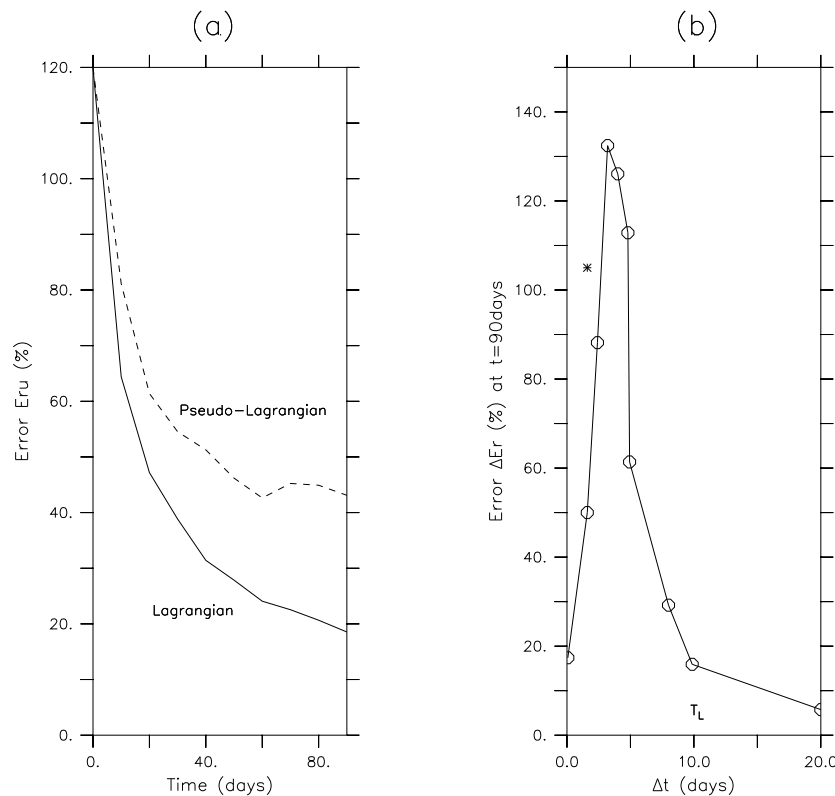 (a)
120.
100.
80.
60.
40.
20.
0.
Error Eru (%)
Pseudo-Lagrangian
Lagrangian
0.
40.
80.
Time (days)
(b)
140.
120.
100.
80.
60.
40.
20.
0.
Error ΔEr (%) at t=90days
*
T_L
0.0
10.0
20.0
Δt (days)